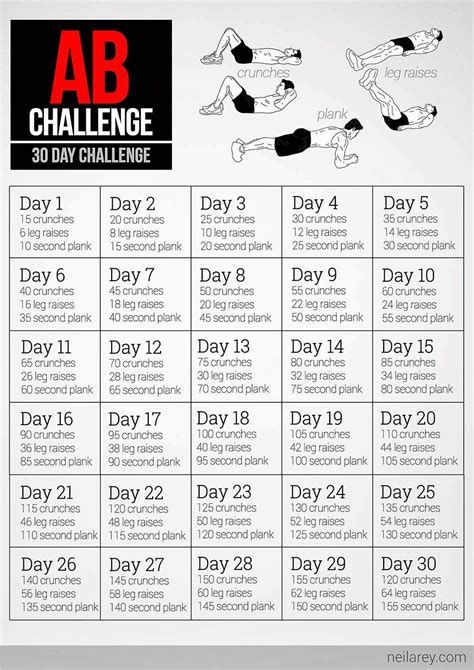 AB
CHALLENGE
30 DAY CHALLENGE
crunches
leg raises
plank
Day 1
15 crunches
6 leg raises
10 second plank
Day 2
20 crunches
8 leg raises
15 second plank
Day 3
25 crunches
10 leg raises
20 second plank
Day 4
30 crunches
12 leg raises
25 second plank
Day 5
35 crunches
14 leg raises
30 second plank
Day 6
40 crunches
16 leg raises
35 second plank
Day 7
45 crunches
18 leg raises
40 second plank
Day 8
50 crunches
20 leg raises
45 second plank
Day 9
55 crunches
22 leg raises
50 second plank
Day 10
60 crunches
24 leg raises
55 second plank
Day 11
65 crunches
26 leg raises
60 second plank
Day 12
70 crunches
28 leg raises
65 second plank
Day 13
75 crunches
30 leg raises
70 second plank
Day 14
80 crunches
32 leg raises
75 second plank
Day 15
85 crunches
34 leg raises
80 second plank
Day 16
90 crunches
36 leg raises
85 second plank
Day 17
95 crunches
38 leg raises
90 second plank
Day 18
100 crunches
40 leg raises
95 second plank
Day 19
105 crunches
42 leg raises
100 second plank
Day 20
110 crunches
44 leg raises
105 second plank
Day 21
115 crunches
46 leg raises
110 second plank
Day 22
120 crunches
48 leg raises
115 second plank
Day 23
125 crunches
50 leg raises
120 second plank
Day 24
130 crunches
52 leg raises
125 second plank
Day 25
135 crunches
54 leg raises
130 second plank
Day 26
140 crunches
56 leg raises
135 second plank
Day 27
145 crunches
58 leg raises
140 second plank
Day 28
150 crunches
60 leg raises
145 second plank
Day 29
155 crunches
62 leg raises
150 second plank
Day 30
160 crunches
64 leg raises
155 second plank
neilarey.com